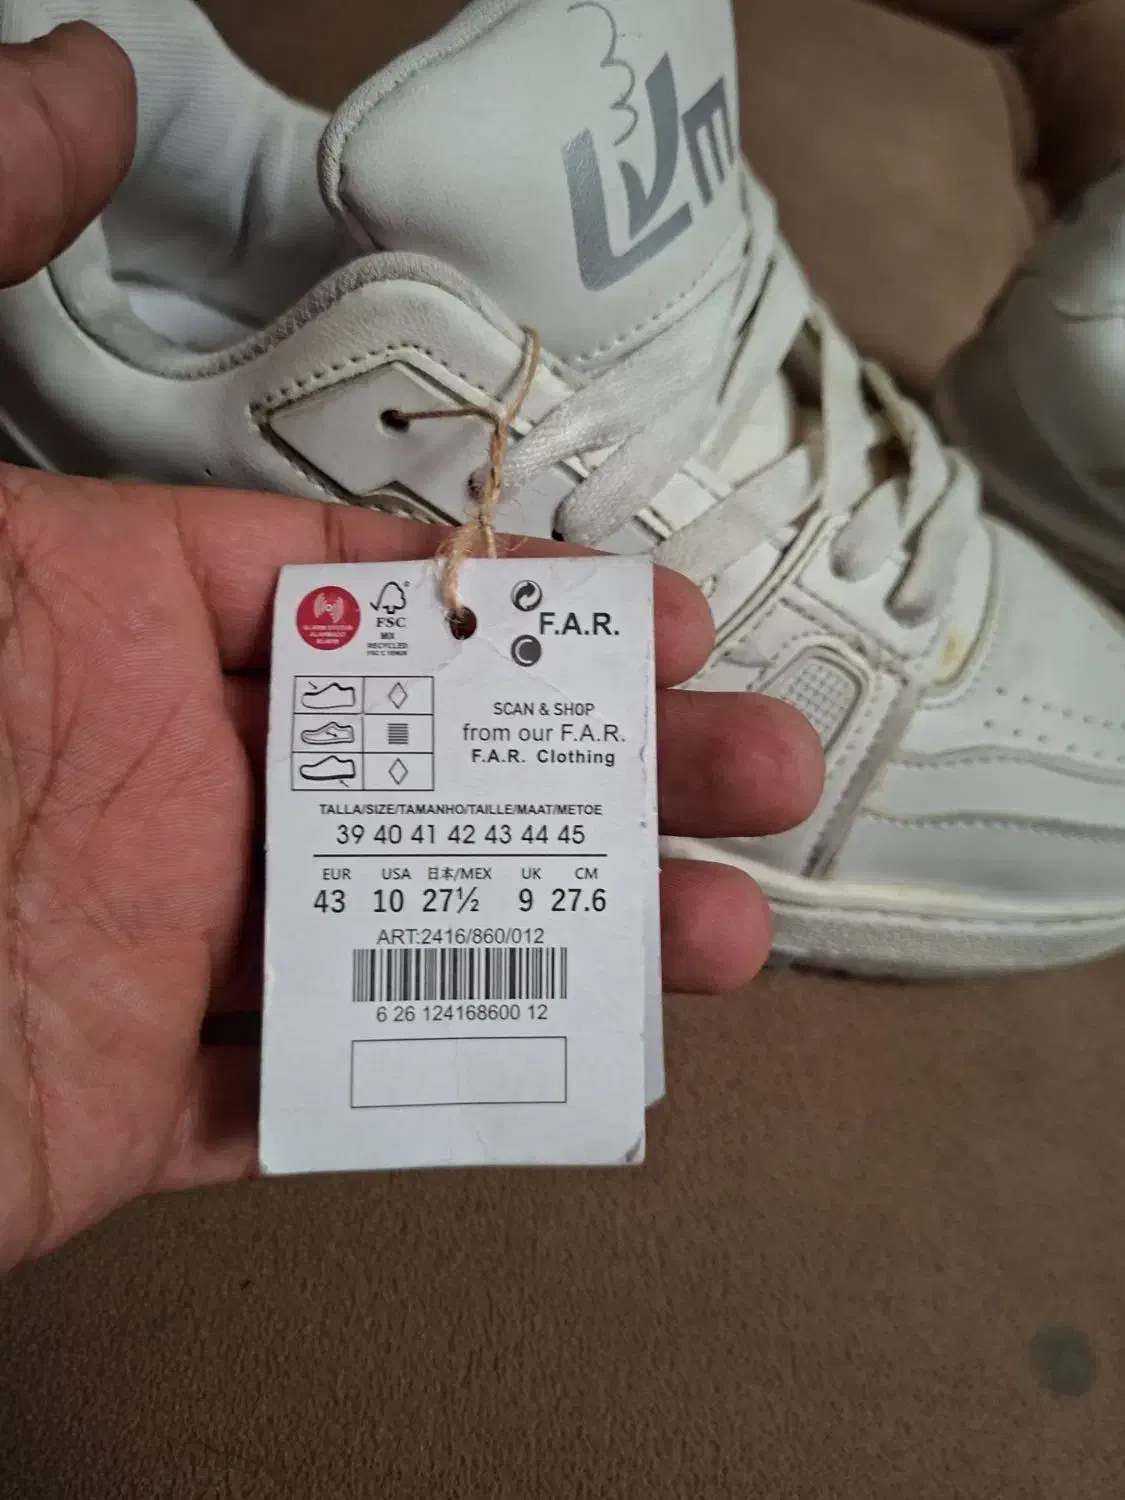 FSC
MIX
RECYCLED
F.A.R.
SCAN & SHOP
from our F.A.R.
F.A.R. Clothing
TALLA/SIZE/TAMANHO/TAILLE/MAAT/METOE
39 40 41 42 43 44 45
EUR USA 日本/MEX UK CM
43 10 27½ 9 27.6
ART:2416/860/012
6 26 124168600 12